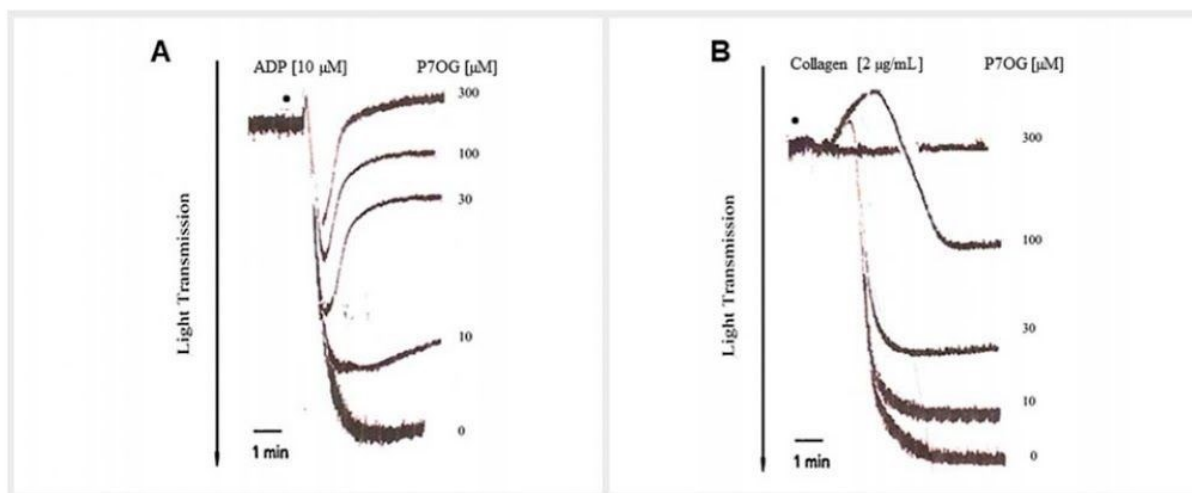 A
ADP [10 μM] P7OG [μM]
300
100
30
10
0
Light Transmission
1 min
B
Collagen [2 μg/mL] P7OG [μM]
300
100
30
10
0
Light Transmission
1 min